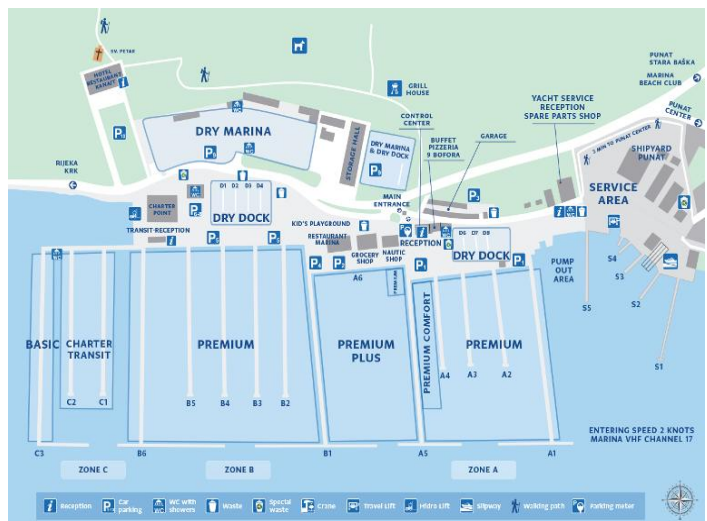 SV. PETAR
HOTEL
RESTAURANT
KANAJT
GRILL
HOUSE
PUNAT
STARA BAŠKA
MARINA
BEACH CLUB
PUNAT
CENTER
YACHT SERVICE
RECEPTION
SPARE PARTS SHOP
CONTROL
CENTER
BUFFET
PIZZERIA
9 BOFORA
GARAGE
5 MIN TO PUNAT CENTER
SHIPYARD
PUNAT
DRY MARINA
STORAGE HALL
DRY MARINA
& DRY DOCK
RIJEKA
KRK
D1 D2 D3 D4
DRY DOCK
MAIN
ENTRANCE
SERVICE
AREA
CHARTER
POINT
TRANSIT-RECEPTION
KID'S PLAYGROUND
RESTAURANT
MARINA
GROCERY
SHOP
NAUTIC
SHOP
RECEPTION
D6 D7 D8
DRY DOCK
PUMP
OUT
AREA
S4
S3
S5
S2
S1
A6
PREMIUM
BASIC
CHARTER
TRANSIT
PREMIUM
PREMIUM
PLUS
PREMIUM COMFORT
PREMIUM
A4
A3
A2
C2
C1
B5
B4
B3
B2
ENTERING SPEED 2 KNOTS
MARINA VHF CHANNEL 17
C3
B6
B1
A5
A1
ZONE C
ZONE B
ZONE A
Reception
Car
parking
WC with
showers
Waste
Special
waste
Crane
Travel Lift
Hidro Lift
Slipway
Walking path
Parking meter